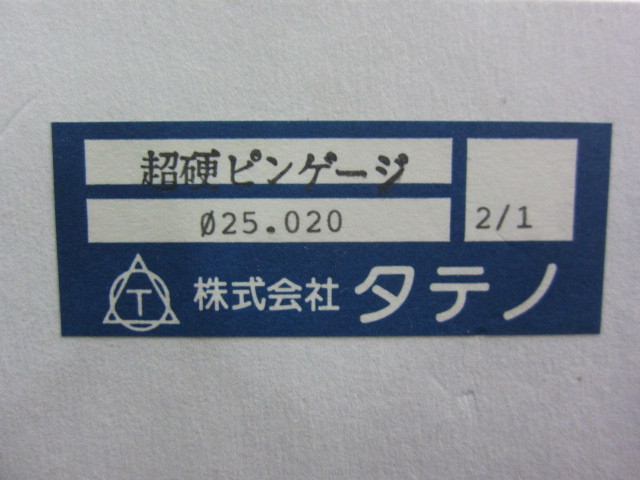 超硬ピンゲージ
Ø25.020
2/1
T
株式会社 タテノ